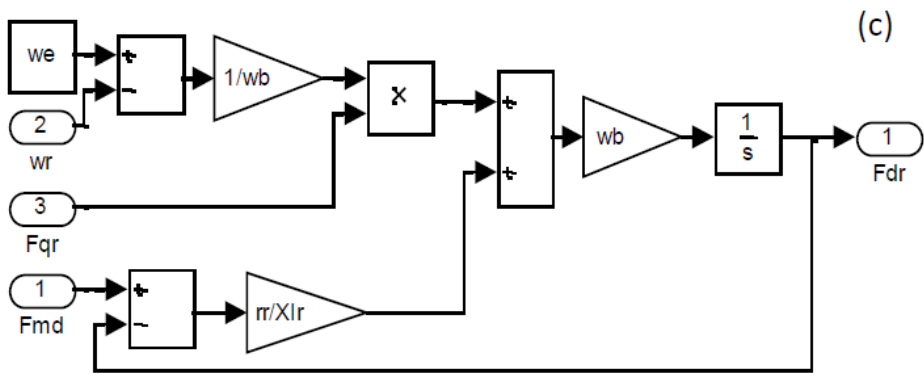 (c)
we
+
−
1/wb
2
wr
X
+
+
wb
1
s
1
Fdr
3
Fqr
1
Fmd
+
−
rr/Xlr